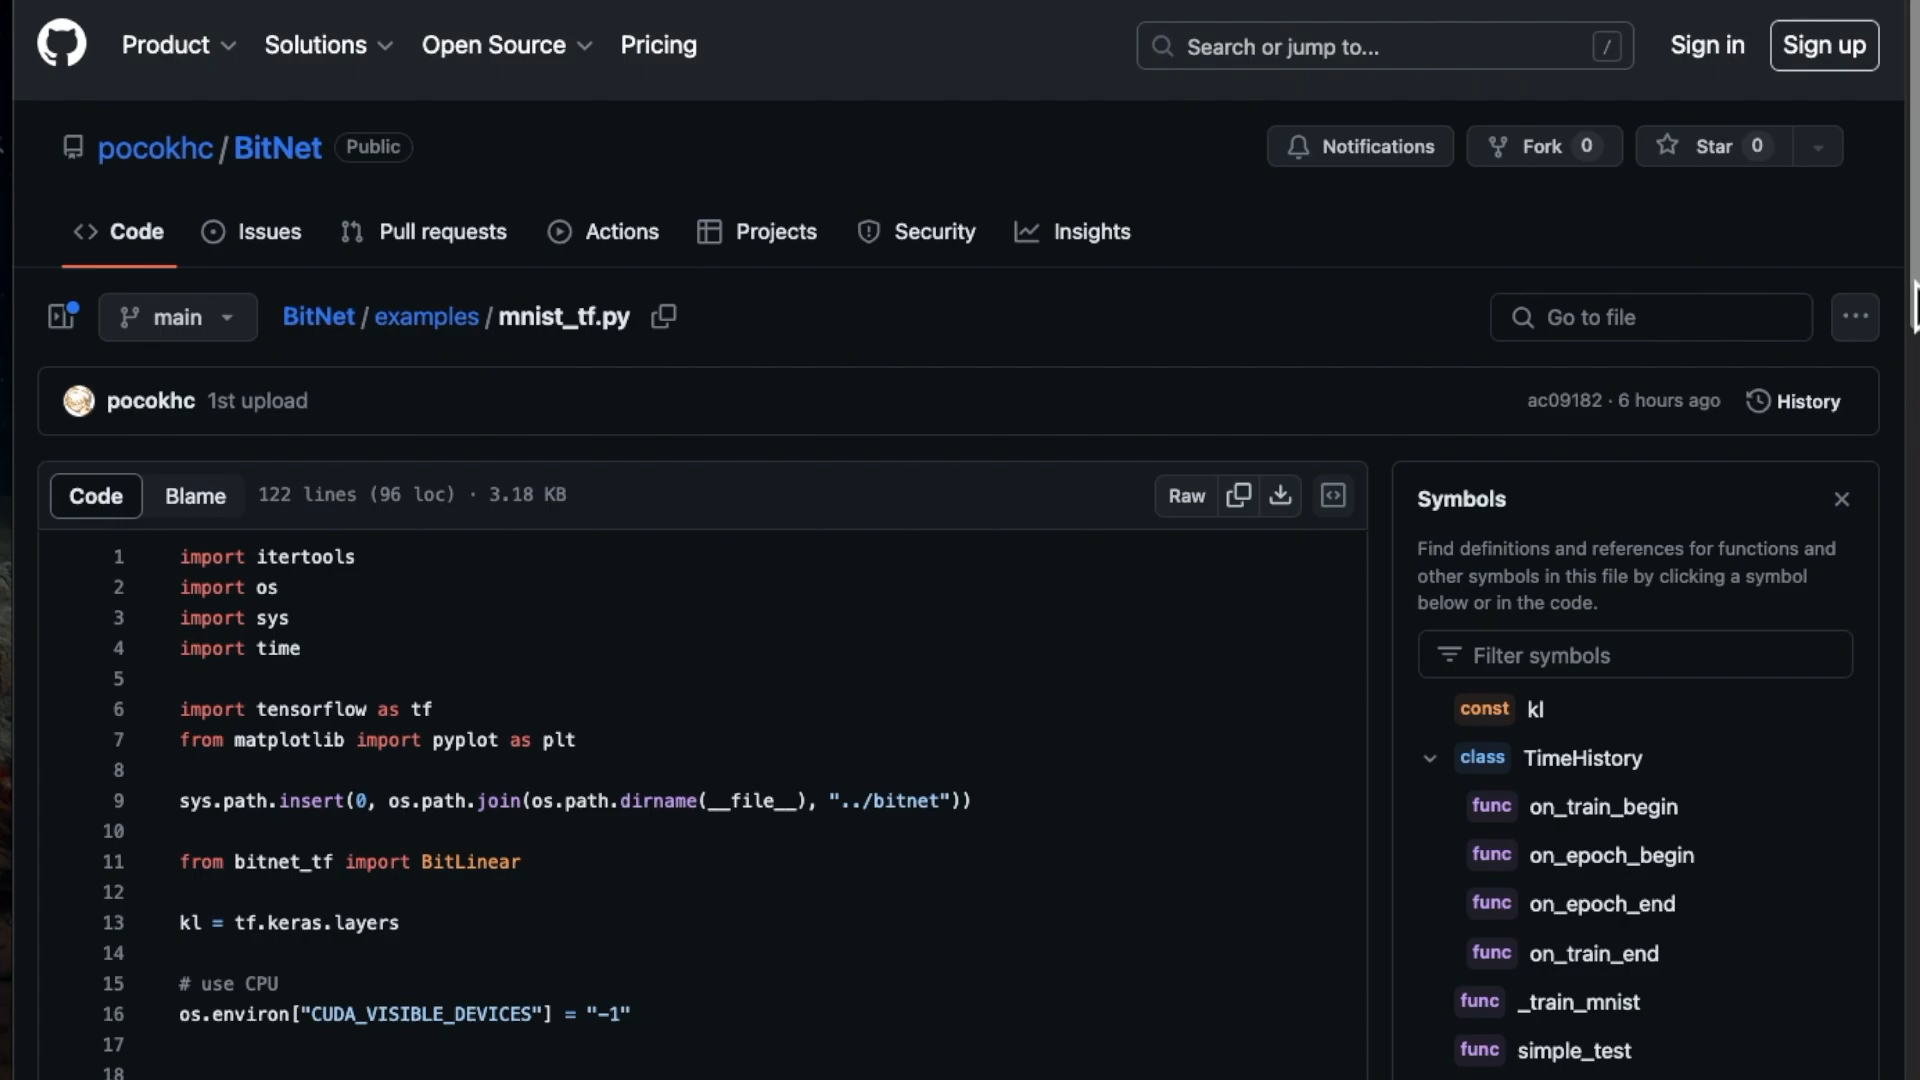 Product Solutions Open Source Pricing Search or jump to... / Sign in Sign up
pocokhc / BitNet Public Notifications Fork 0 Star 0
Code Issues Pull requests Actions Projects Security Insights
main BitNet / examples / mnist_tf.py Go to file
pocokhc 1st upload ac09182 · 6 hours ago History
Code Blame 122 lines (96 loc) · 3.18 KB Raw
1 import itertools
2 import os
3 import sys
4 import time
5
6 import tensorflow as tf
7 from matplotlib import pyplot as plt
8
9 sys.path.insert(0, os.path.join(os.path.dirname(__file__), "../bitnet"))
10
11 from bitnet_tf import BitLinear
12
13 kl = tf.keras.layers
14
15 # use CPU
16 os.environ["CUDA_VISIBLE_DEVICES"] = "-1"
17
18
Symbols
Find definitions and references for functions and
other symbols in this file by clicking a symbol
below or in the code.
Filter symbols
const kl
class TimeHistory
func on_train_begin
func on_epoch_begin
func on_epoch_end
func on_train_end
func _train_mnist
func simple_test